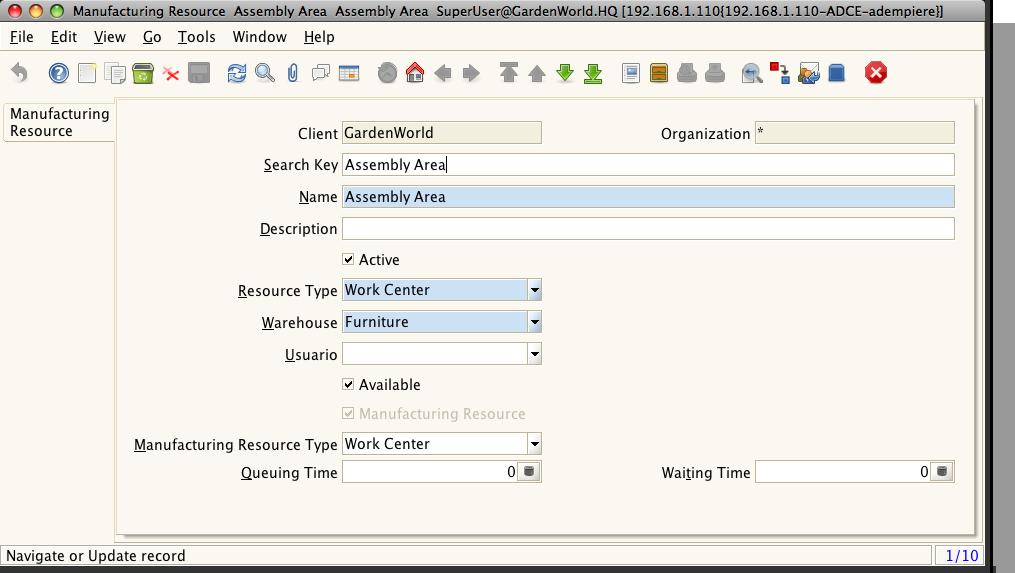 Manufacturing Resource  Assembly Area  Assembly Area  SuperUser@GardenWorld.HQ [192.168.1.110{192.168.1.110-ADCE-adempiere}]
File Edit View Go Tools Window Help
Manufacturing
Resource
Client GardenWorld Organization *
Search Key Assembly Area
Name Assembly Area
Description
Active
Resource Type Work Center
Warehouse Furniture
Usuario
Available
Manufacturing Resource
Manufacturing Resource Type Work Center
Queuing Time 0 Waiting Time 0
Navigate or Update record 1/10